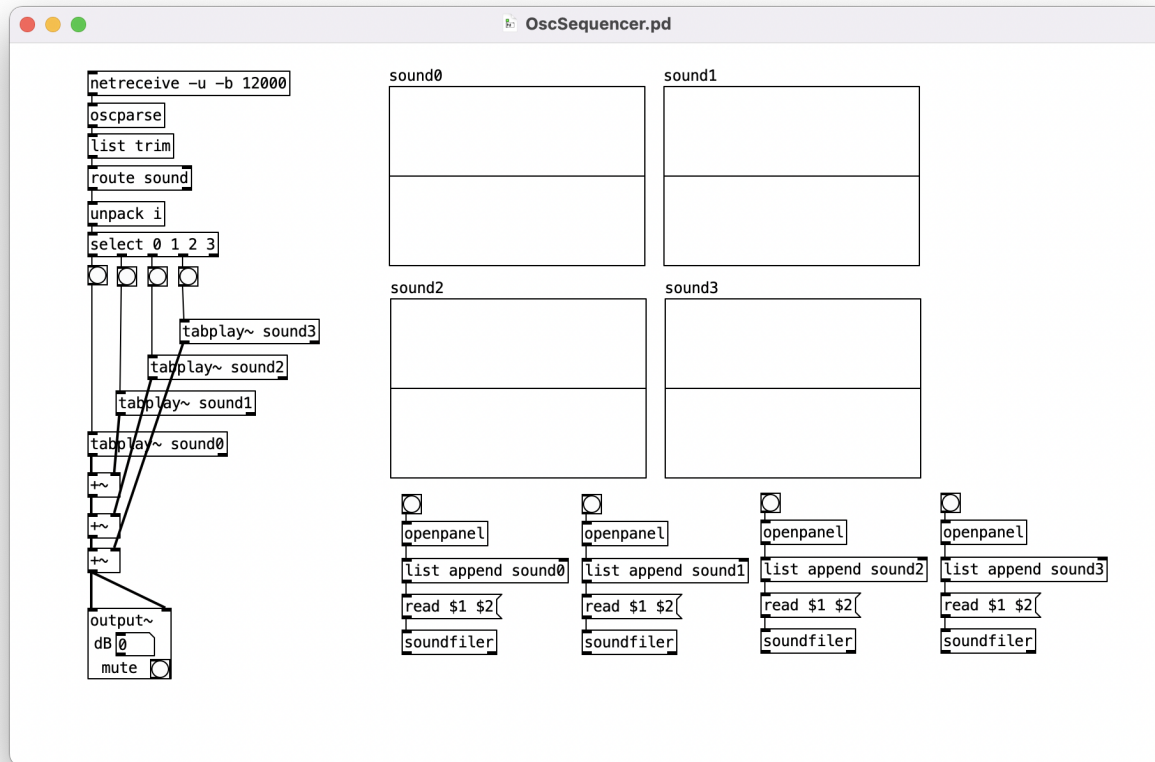 OscSequencer.pd
netreceive -u -b 12000
oscparse
list trim
route sound
unpack i
select 0 1 2 3
tabplay~ sound3
tabplay~ sound2
tabplay~ sound1
tabplay~ sound0
+~
+~
+~
output~
dB 0
mute
sound0
sound1
sound2
sound3
openpanel
list append sound0
read $1 $2
soundfiler
openpanel
list append sound1
read $1 $2
soundfiler
openpanel
list append sound2
read $1 $2
soundfiler
openpanel
list append sound3
read $1 $2
soundfiler